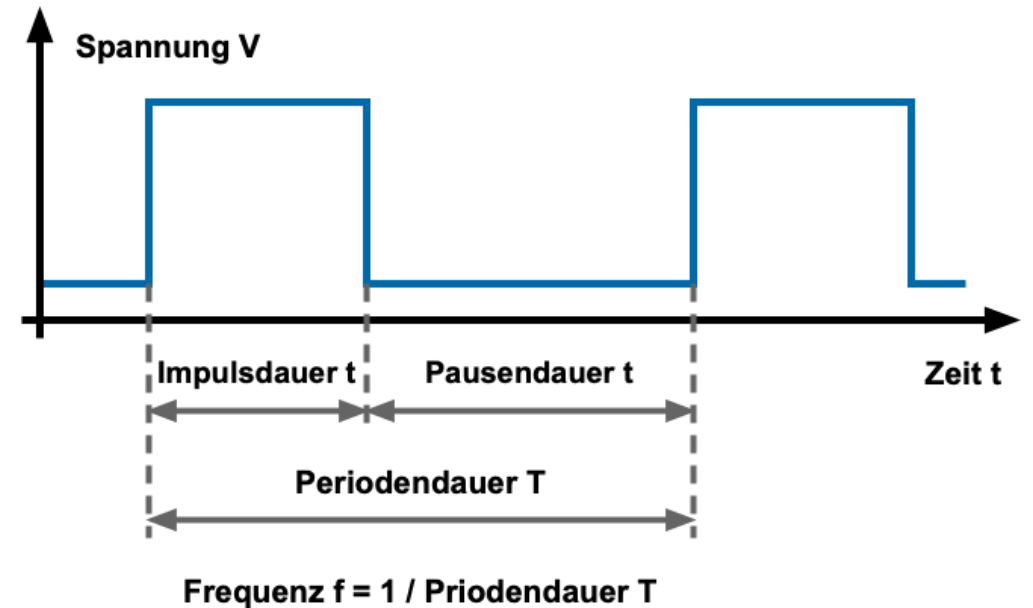 Spannung V
Impulsdauer t
Pausendauer t
Zeit t
Periodendauer T
Frequenz f = 1 / Priodendauer T